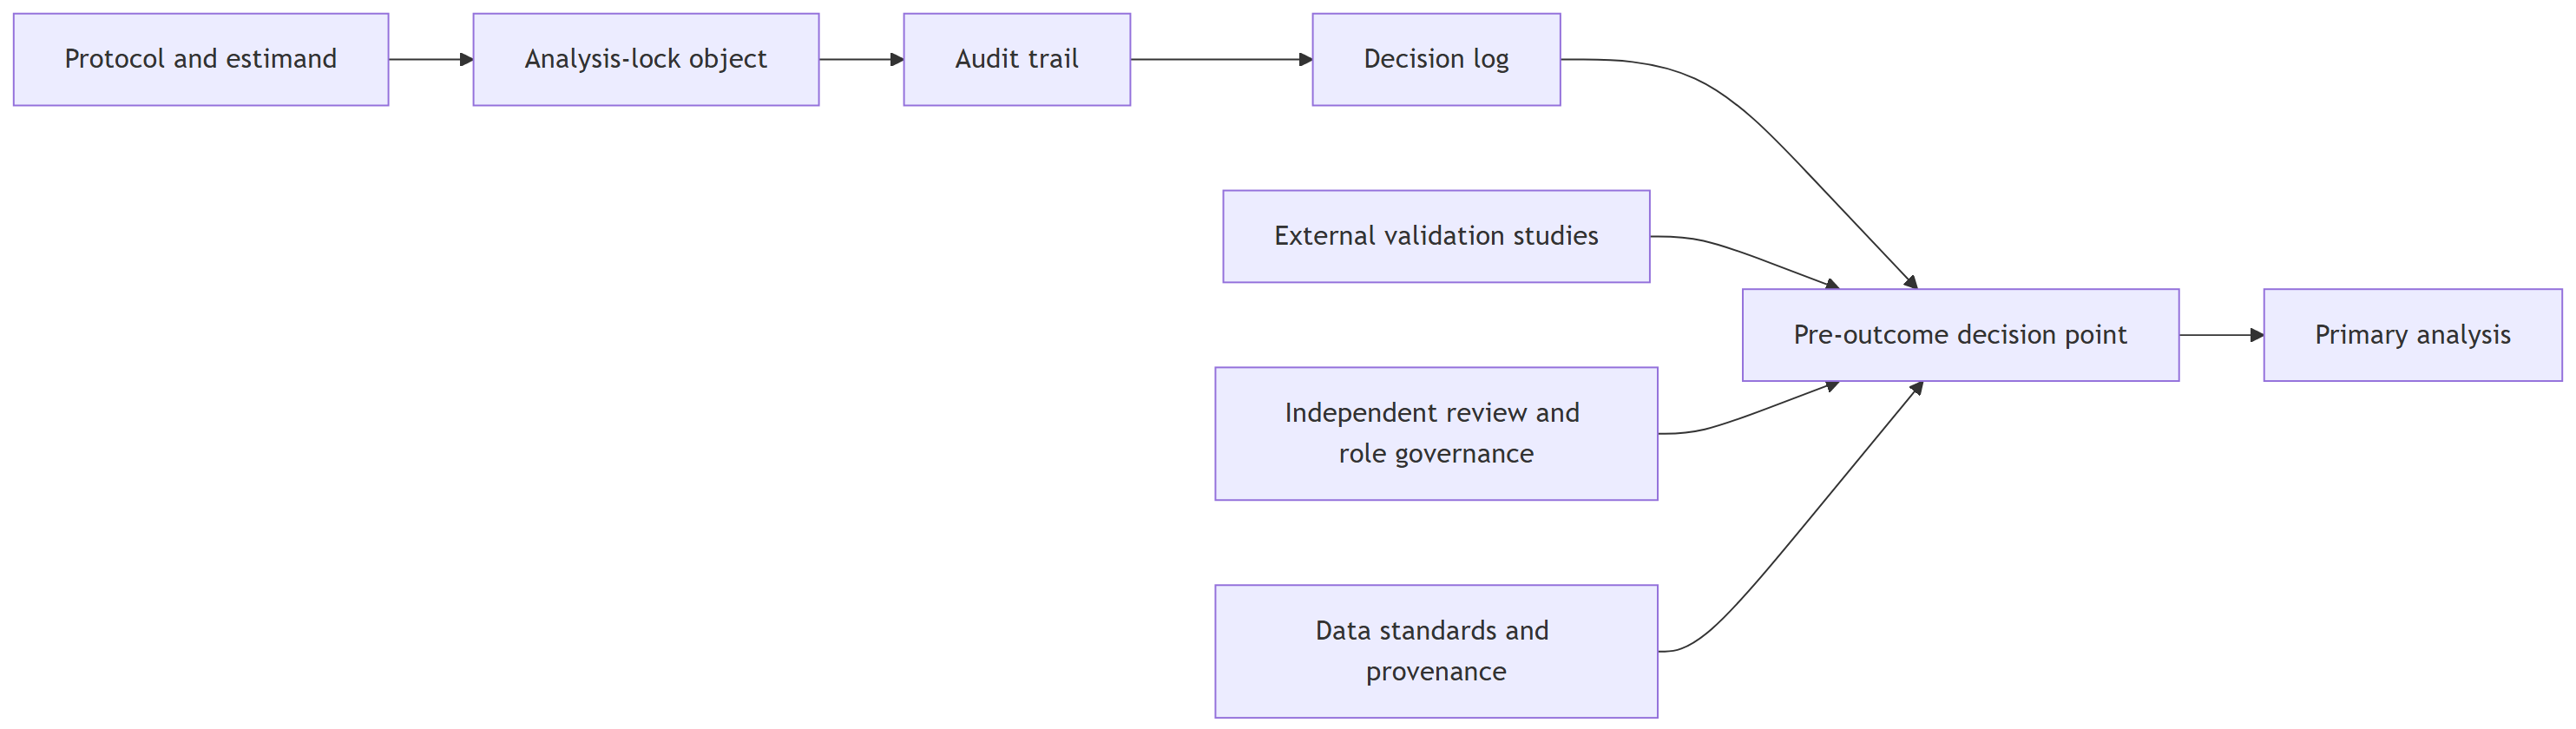 Protocol and estimand
Analysis-lock object
Audit trail
Decision log
External validation studies
Pre-outcome decision point
Primary analysis
Independent review and
role governance
Data standards and
provenance